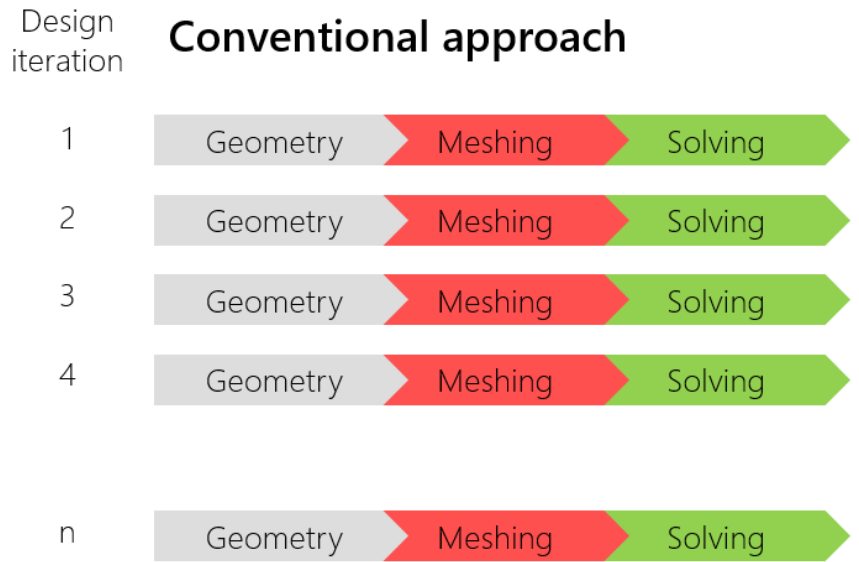 Design
iteration
Conventional approach
1 Geometry Meshing Solving
2 Geometry Meshing Solving
3 Geometry Meshing Solving
4 Geometry Meshing Solving
n Geometry Meshing Solving